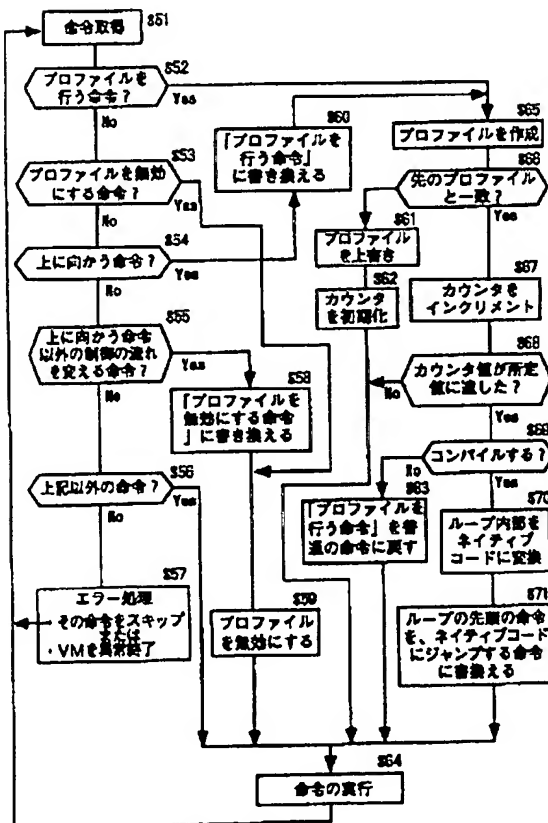 S51
命令取得
S52
プロファイルを
行う命令？
Yes
No
S53
プロファイルを無効
にする命令？
Yes
No
S54
上に向かう命令？
Yes
No
S55
上に向かう命令
以外の制御の流れ
を変える命令？
Yes
No
S56
上記以外の命令？
Yes
No
S57
エラー処理
・その命令をスキップ
または
・VMを異常終了
S58
「プロファイルを
無効にする命令
」に書き換える
S59
プロファイル
を無効にする
S60
「プロファイルを
行う命令」
に書き換える
S61
プロファイル
を上書き
S62
カウンタ
を初期化
S65
プロファイルを作成
S66
先のプロファイル
と一致？
Yes
S67
カウンタを
インクリメント
S68
カウンタ値が所定
値に達した？
No
Yes
S69
コンパイルする？
No
Yes
S63
「プロファイルを
行う命令」を普
通の命令に戻す
S70
ループ内部を
ネイティブ
コードに変換
S71
ループの先頭の命令
を、ネイティブコード
にジャンプする命令
に書換える
S64
命令の実行